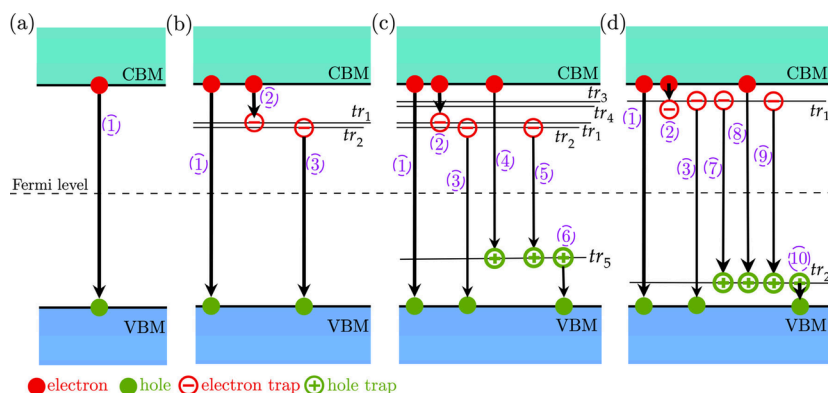 (a) (b) (c) (d)
CBM CBM CBM CBM
tr3
tr4
tr1
tr2
tr1
tr2
tr1
(1) (1) (2) (3)
(1) (2) (3) (4) (5) (6)
(1) (2) (3) (7) (8) (9) (10)
Fermi level
tr5
tr2
VBM VBM VBM VBM
electron hole electron trap hole trap